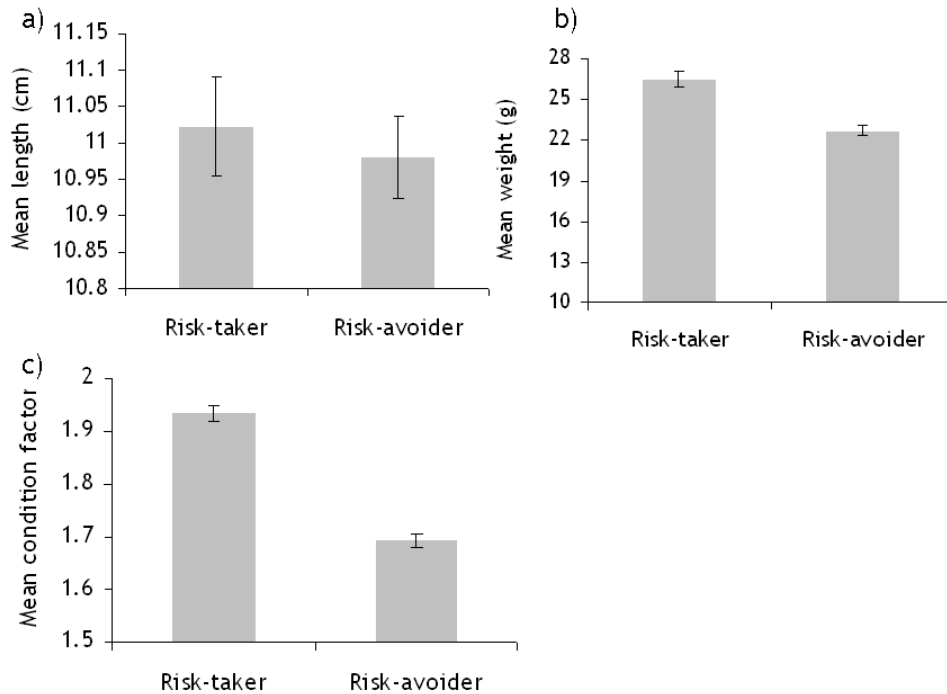 a)
Mean length (cm)
11.15
11.1
11.05
11
10.95
10.9
10.85
10.8
Risk-taker Risk-avoider
b)
Mean weight (g)
28
25
22
19
16
13
10
Risk-taker Risk-avoider
c)
Mean condition factor
2
1.9
1.8
1.7
1.6
1.5
Risk-taker Risk-avoider